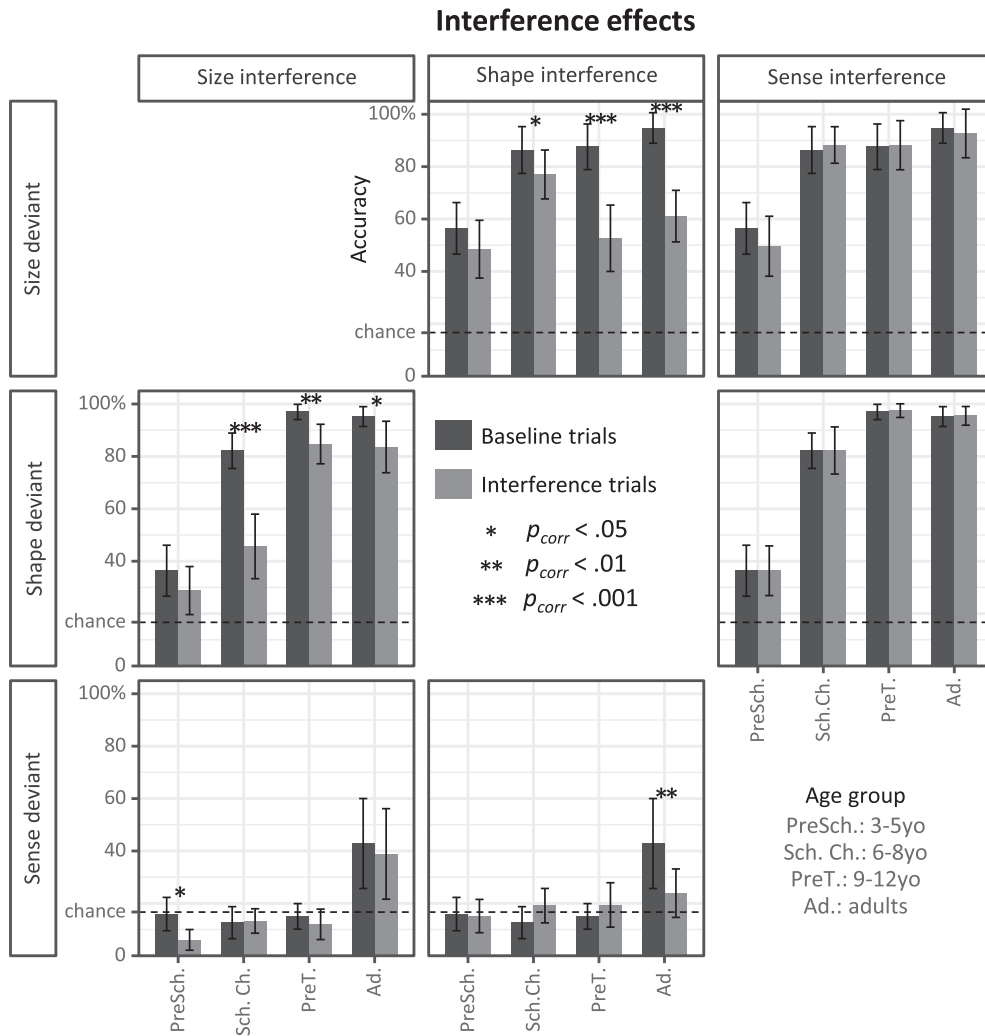 Interference effects
Size interference
Shape interference
Sense interference
Size deviant
Accuracy
100%
80
60
40
chance
0
*
***
***
Shape deviant
100%
80
60
40
chance
0
***
**
*
Baseline trials
Interference trials
* pcorr < .05
** pcorr < .01
*** pcorr < .001
PreSch.
Sch.Ch.
PreT.
Ad.
Sense deviant
100%
80
60
40
chance
0
*
**
PreSch.
Sch. Ch.
PreT.
Ad.
PreSch.
Sch.Ch.
PreT.
Ad.
Age group
PreSch.: 3-5yo
Sch. Ch.: 6-8yo
PreT.: 9-12yo
Ad.: adults